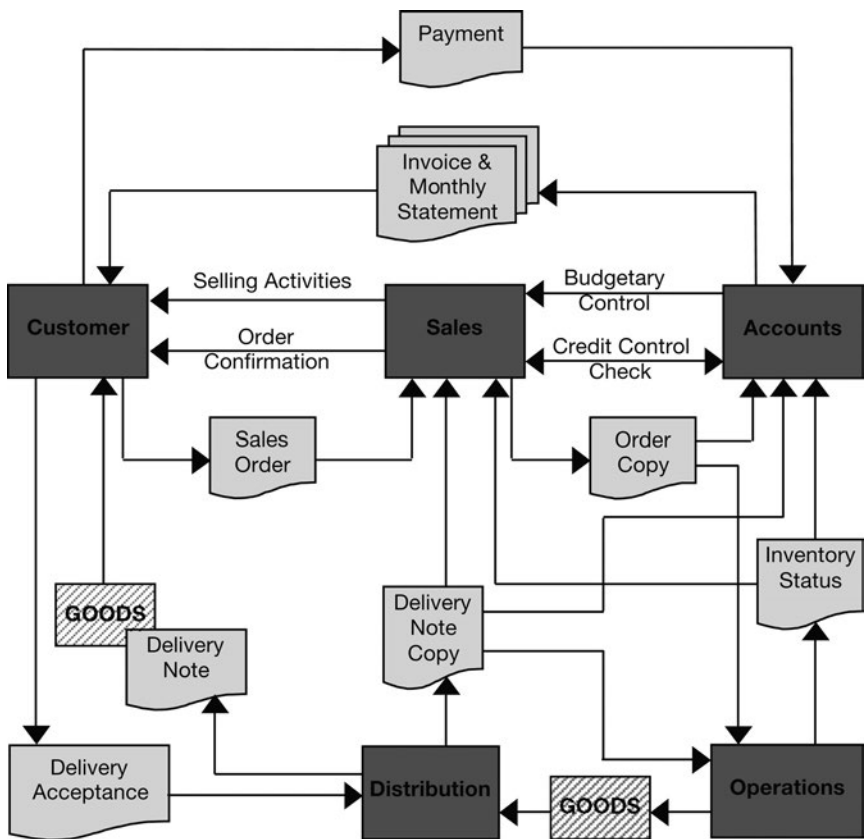 Payment
Invoice &
Monthly
Statement
Selling Activities
Budgetary
Control
Customer
Sales
Accounts
Order
Confirmation
Credit Control
Check
Sales
Order
Order
Copy
Inventory
Status
GOODS
Delivery
Note
Delivery
Note
Copy
Delivery
Acceptance
Distribution
GOODS
Operations